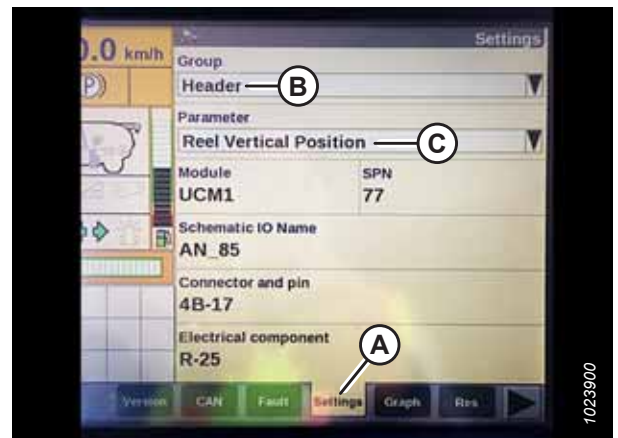 0.0 km/h
Settings
(P)
Group
Header
B
Parameter
Reel Vertical Position
C
Module SPN
UCM1 77
Schematic IO Name
AN_85
Connector and pin
4B-17
Electrical component
R-25
A
Version CAN Fault Settings Graph Res
1023900